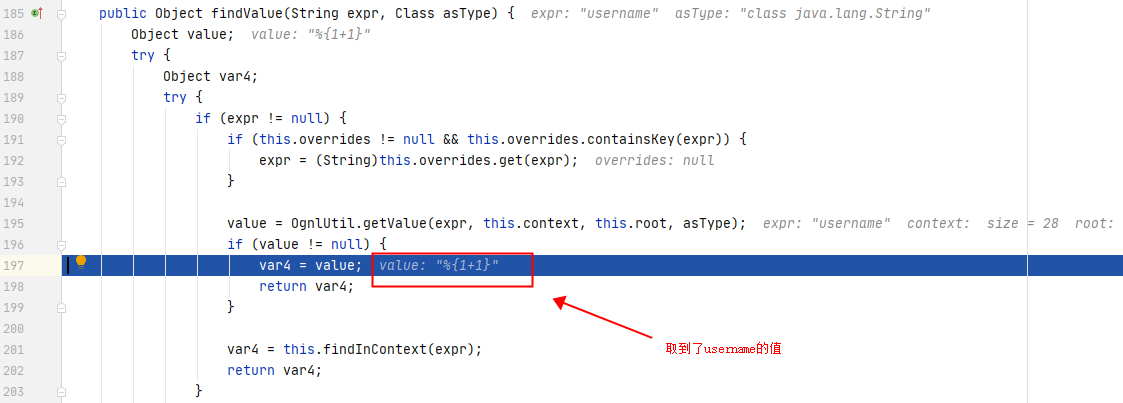 185 public Object findValue(String expr, Class asType) { expr: "username" asType: "class java.lang.String"
186 Object value; value: "%{1+1}"
187 try {
188 Object var4;
189 try {
190 if (expr != null) {
191 if (this.overrides != null && this.overrides.containsKey(expr)) {
192 expr = (String)this.overrides.get(expr); overrides: null
193 }
194
195 value = OgnlUtil.getValue(expr, this.context, this.root, asType); expr: "username" context: size = 28 root:
196 if (value != null) {
197 var4 = value; value: "%{1+1}"
198 return var4;
199 }
200
201 var4 = this.findInContext(expr);
取到了username的值
202 return var4;
203 }